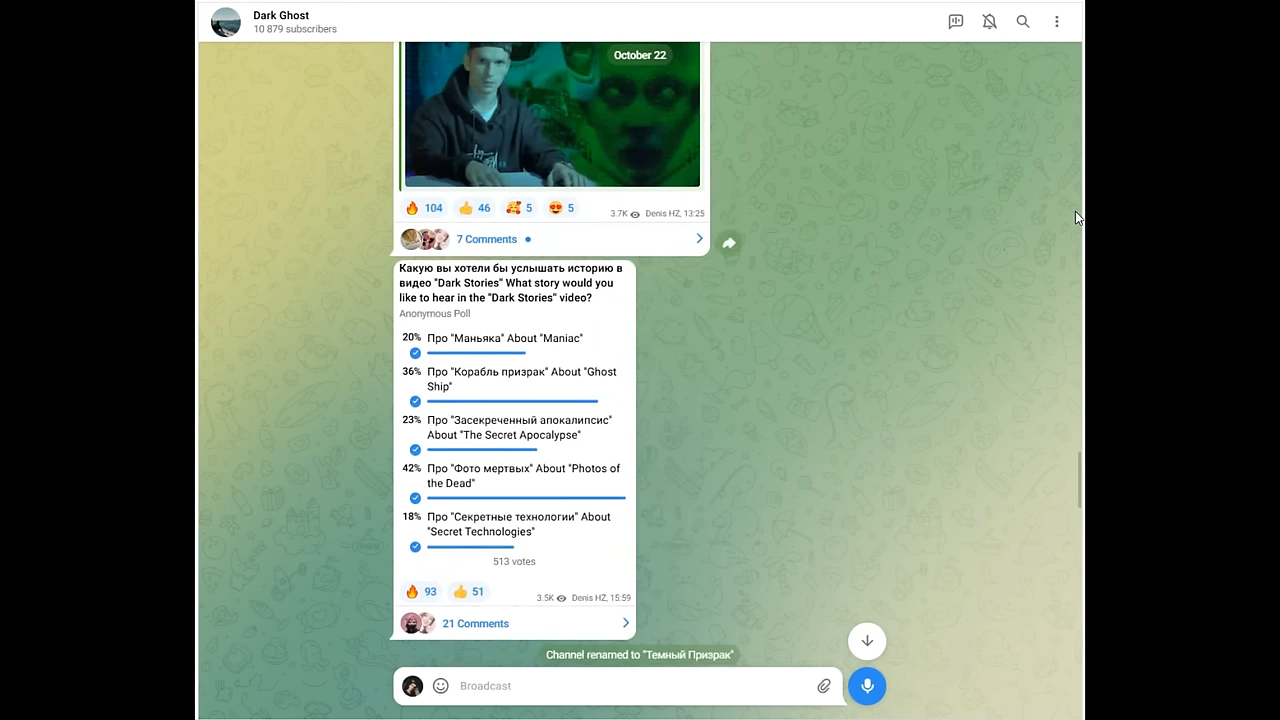 Dark Ghost
10 879 subscribers
October 22
104 46 5 5
3.7K Denis HZ, 13:25
7 Comments
Какую вы хотели бы услышать историю в
видео "Dark Stories" What story would you
like to hear in the "Dark Stories" video?
Anonymous Poll
20% Про "Маньяка" About "Maniac"
36% Про "Корабль призрак" About "Ghost
Ship"
23% Про "Засекреченный апокалипсис"
About "The Secret Apocalypse"
42% Про "Фото мертвых" About "Photos of
the Dead"
18% Про "Секретные технологии" About
"Secret Technologies"
513 votes
93 51
3.5K Denis HZ, 15:59
21 Comments
Channel renamed to "Темный Призрак"
Broadcast